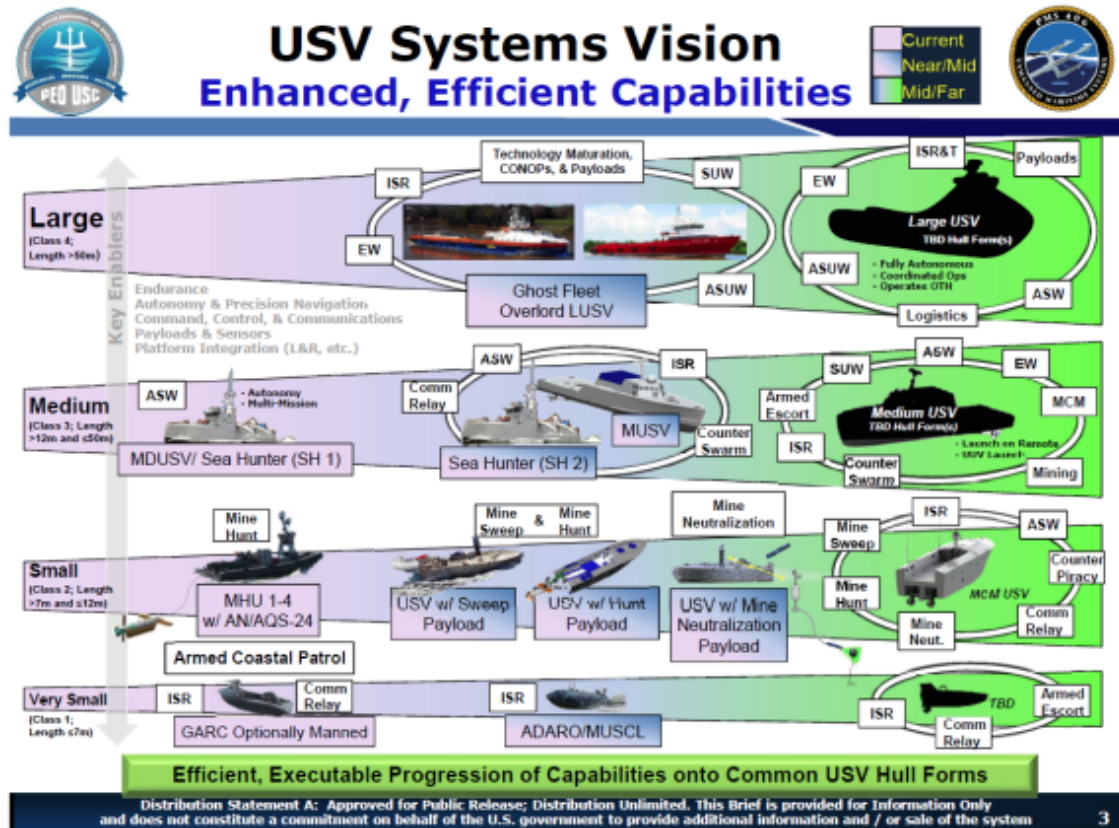 USV Systems Vision
Enhanced, Efficient Capabilities
Current
Near/Mid
Mid/Far
PEO USC
PMS 406
UNMANNED MARITIME SYSTEMS
Key Enablers
Large
(Class 4;
Length >50m)
ISR
Technology Maturation,
CONOPs, & Payloads
SUW
EW
ASUW
Ghost Fleet
Overlord LUSV
ISR&T
Payloads
EW
Large USV
TBD Hull Form(s)
- Fully Autonomous
- Coordinated Ops
- Operates OTH
ASUW
ASW
Logistics
Endurance
Autonomy & Precision Navigation
Command, Control, & Communications
Payloads & Sensors
Platform Integration (L&R, etc.)
Medium
(Class 3; Length
>12m and ≤50m)
ASW
- Autonomy
- Multi-Mission
MDUSV/ Sea Hunter (SH 1)
ASW
ISR
Comm
Relay
MUSV
Counter
Swarm
Sea Hunter (SH 2)
ASW
SUW
EW
Armed
Escort
MCM
Medium USV
TBD Hull Form(s)
- Launch on Remote
- UUV Launch
ISR
Counter
Swarm
Mining
Small
(Class 2; Length
>7m and ≤12m)
Mine
Hunt
MHU 1-4
w/ AN/AQS-24
Mine
Sweep
&
Mine
Hunt
USV w/ Sweep
Payload
USV w/ Hunt
Payload
Mine
Neutralization
USV w/ Mine
Neutralization
Payload
ISR
Mine
Sweep
ASW
Counter
Piracy
Mine
Hunt
MCM USV
Mine
Neut.
Comm
Relay
Very Small
(Class 1;
Length ≤7m)
Armed Coastal Patrol
ISR
Comm
Relay
GARC Optionally Manned
ISR
ADARO/MUSCL
TBD
Armed
Escort
ISR
Comm
Relay
Efficient, Executable Progression of Capabilities onto Common USV Hull Forms
Distribution Statement A: Approved for Public Release; Distribution Unlimited. This Brief is provided for Information Only
and does not constitute a commitment on behalf of the U.S. government to provide additional information and / or sale of the system
3